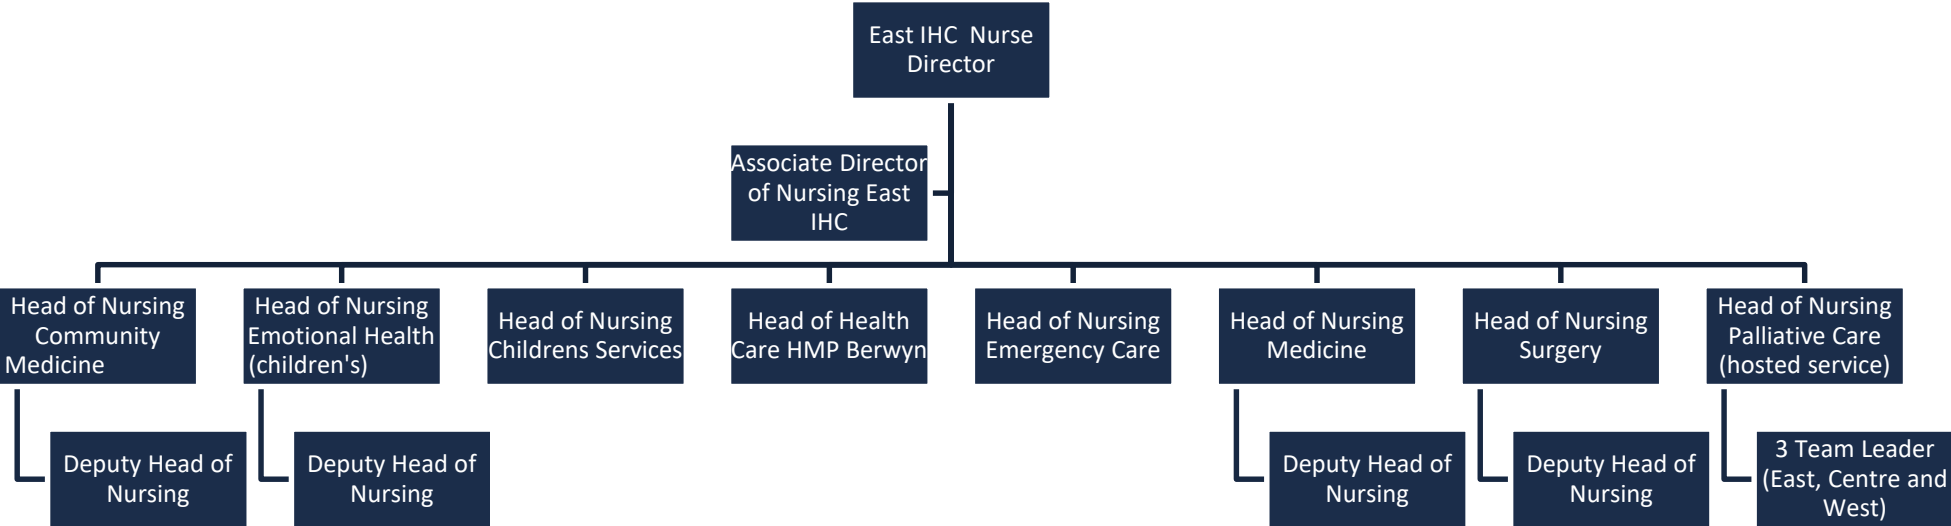 East IHC  Nurse
Director
Associate Director
of Nursing East
IHC
Head of Nursing
Community
Medicine
Head of Nursing
Emotional Health
(children's)
Head of Nursing
Childrens Services
Head of Health
Care HMP Berwyn
Head of Nursing
Emergency Care
Head of Nursing
Medicine
Head of Nursing
Surgery
Head of Nursing
Palliative Care
(hosted service)
Deputy Head of
Nursing
Deputy Head of
Nursing
Deputy Head of
Nursing
Deputy Head of
Nursing
3 Team Leader
(East, Centre and
West)